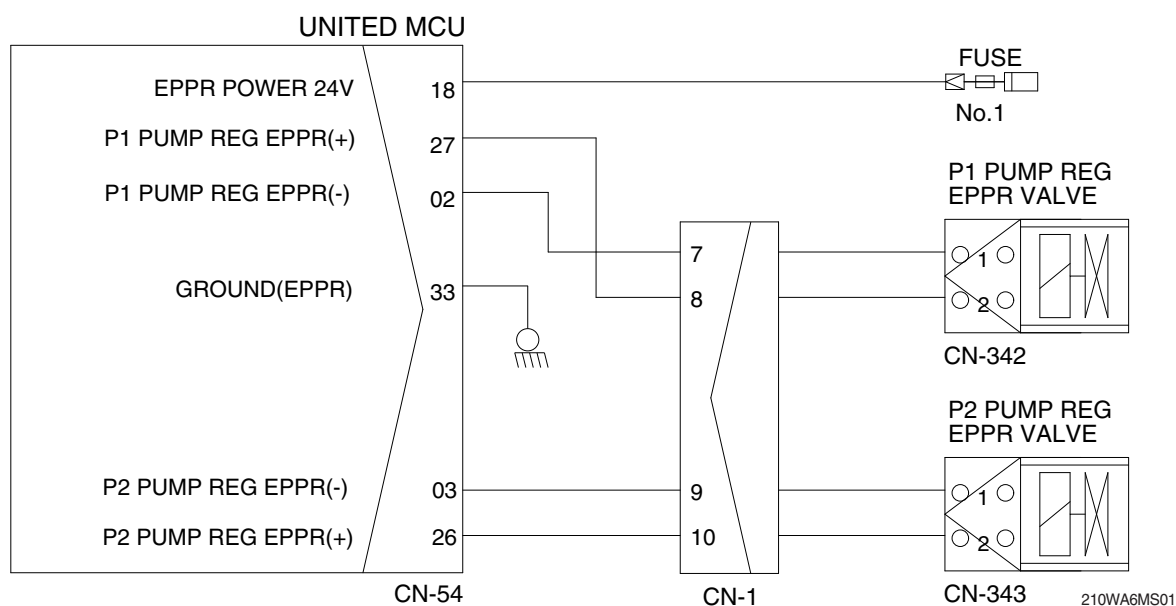 UNITED MCU
FUSE
EPPR POWER 24V
18
No.1
P1 PUMP REG EPPR(+)
27
P1 PUMP REG
EPPR VALVE
P1 PUMP REG EPPR(-)
02
7
1
GROUND(EPPR)
33
8
2
CN-342
P2 PUMP REG
EPPR VALVE
P2 PUMP REG EPPR(-)
03
9
1
P2 PUMP REG EPPR(+)
26
10
2
CN-54
CN-1
CN-343
210WA6MS01